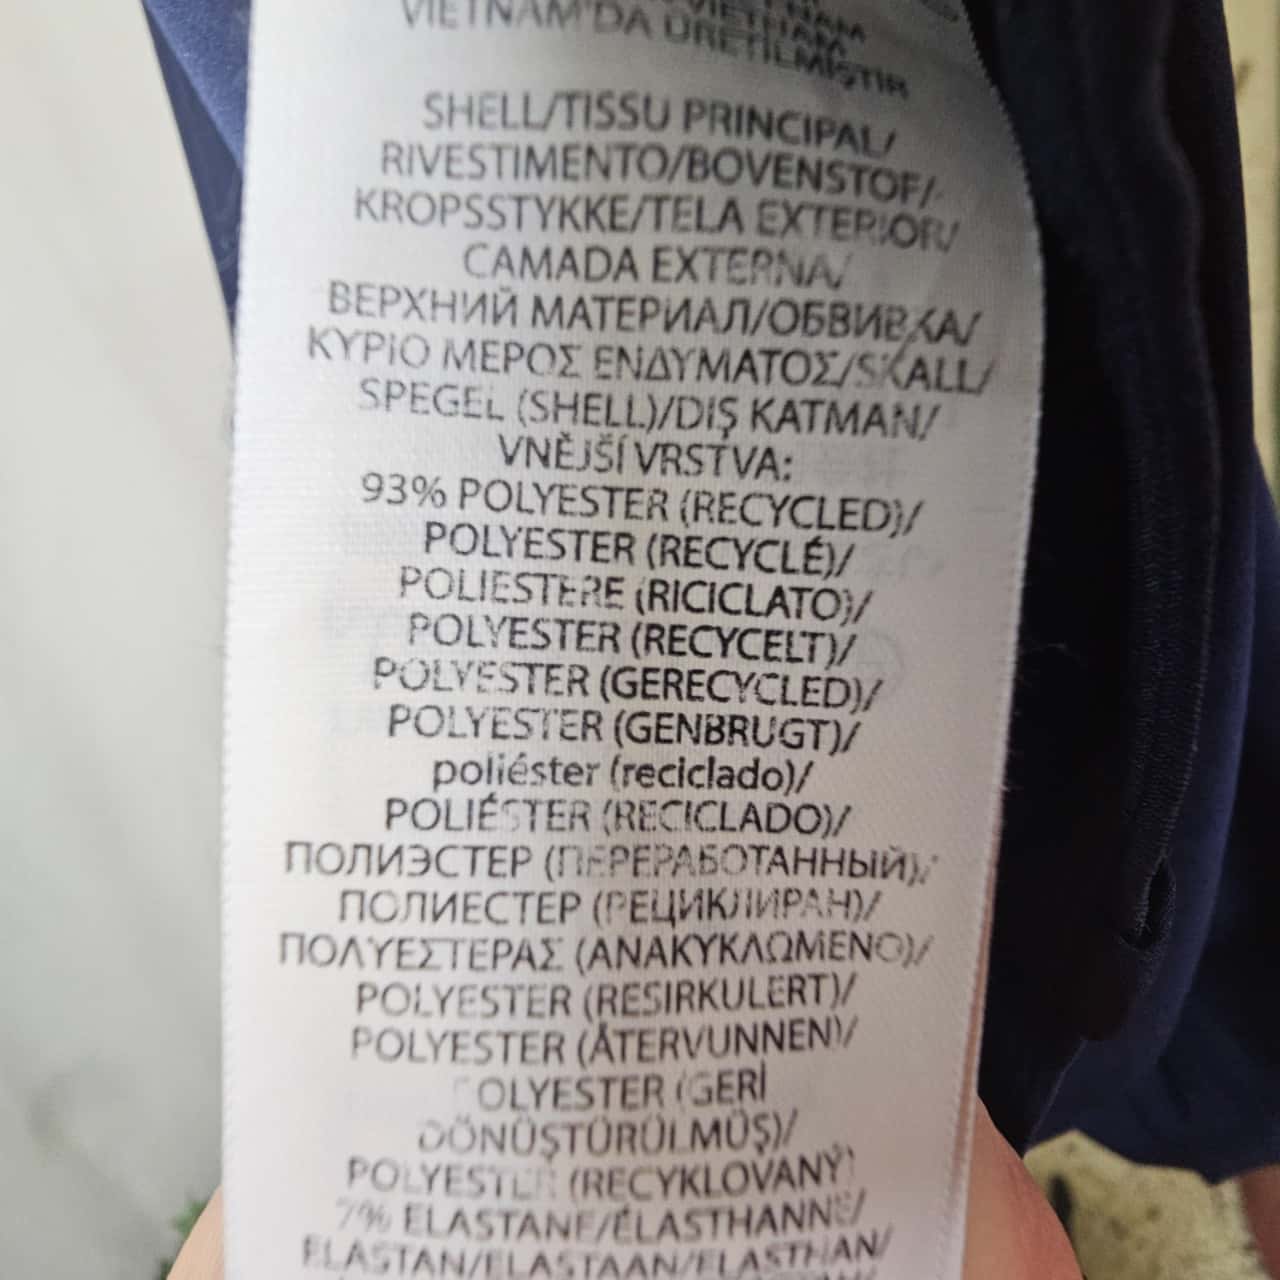 VIETNAM
VIETNAM'DA ÜRETİLMİŞTİR
SHELL/TISSU PRINCIPAL/
RIVESTIMENTO/BOVENSTOF/
KROPSSTYKKE/TELA EXTERIOR/
CAMADA EXTERNA/
ВЕРХНИЙ МАТЕРИАЛ/ОБВИВКА/
ΚΥΡΙΟ ΜΕΡΟΣ ΕΝΔΥΜΑΤΟΣ/SKALL/
SPEGEL (SHELL)/DIŞ KATMAN/
VNĚJŠÍ VRSTVA:
93% POLYESTER (RECYCLED)/
POLYESTER (RECYCLÉ)/
POLIESTERE (RICICLATO)/
POLYESTER (RECYCELT)/
POLYESTER (GERECYCLED)/
POLYESTER (GENBRUGT)/
poliéster (reciclado)/
POLIÉSTER (RECICLADO)/
ПОЛИЭСТЕР (ПЕРЕРАБОТАННЫЙ)/
ПОЛИЕСТЕР (РЕЦИКЛИРАН)/
ΠΟΛΥΕΣΤΕΡΑΣ (ΑΝΑΚΥΚΛΩΜΕΝΟ)/
POLYESTER (RESIRKULERT)/
POLYESTER (ÅTERVUNNEN)/
POLYESTER (GERİ
DÖNÜŞTÜRÜLMÜŞ)/
POLYESTER (RECYKLOVANÝ)
7% ELASTANE/ÉLASTHANNE/
ELASTAN/ELASTAAN/ELASTHAN/